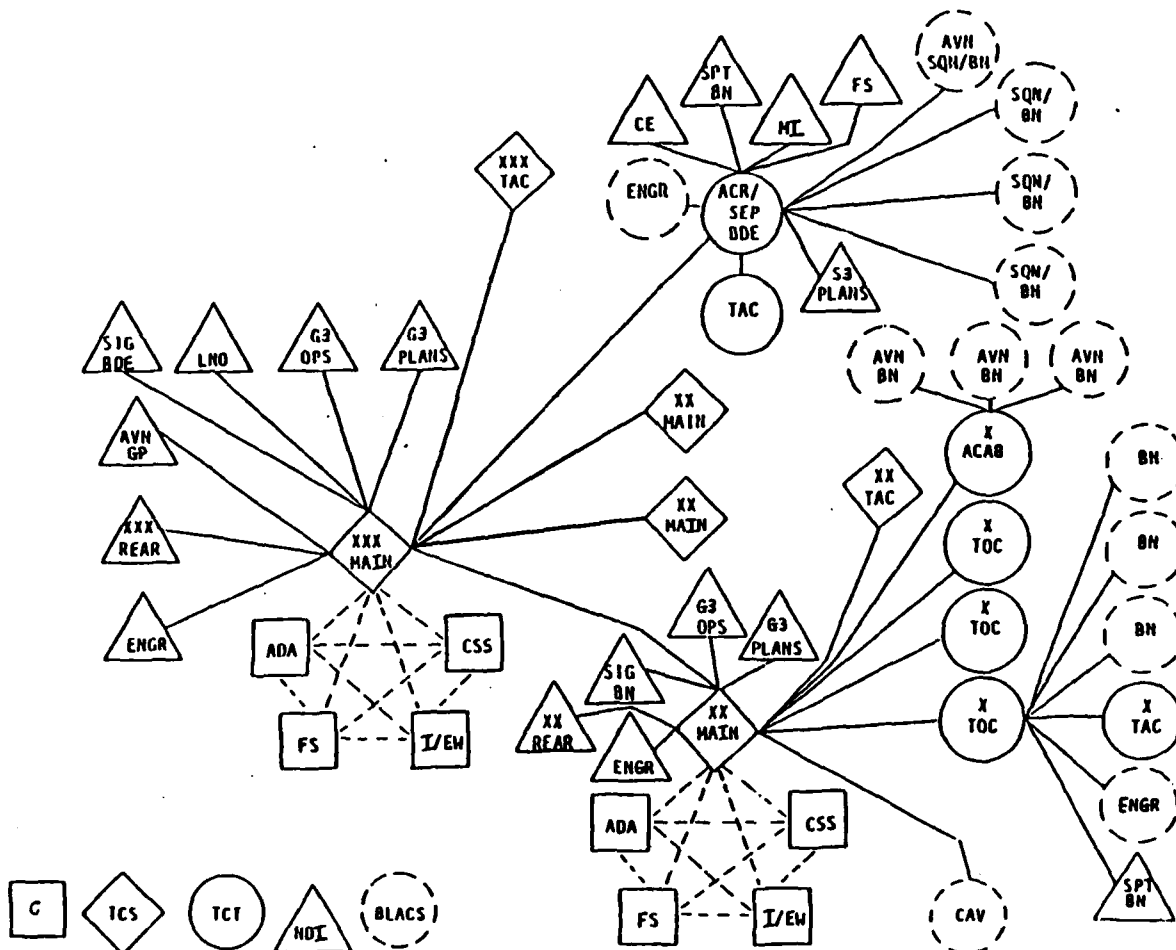 AVN
SQN/BN
SPT
BN
FS
CE
MI
SQN/
BN
XXX
TAC
ENGR
ACR/
SEP
BDE
SQN/
BN
S3
PLANS
SQN/
BN
TAC
SIG
BDE
LNO
G3
OPS
G3
PLANS
AVN
BN
AVN
BN
AVN
BN
XX
MAIN
AVN
GP
X
ACAB
BN
XX
TAC
XXX
REAR
XXX
MAIN
XX
MAIN
X
TOC
BN
ENGR
ADA
CSS
G3
OPS
G3
PLANS
X
TOC
BN
SIG
BN
FS
I/EW
XX
REAR
ENGR
XX
MAIN
X
TOC
X
TAC
ADA
CSS
ENGR
FS
I/EW
CAV
SPT
BN
G
TCS
TCT
NDI
BLACS